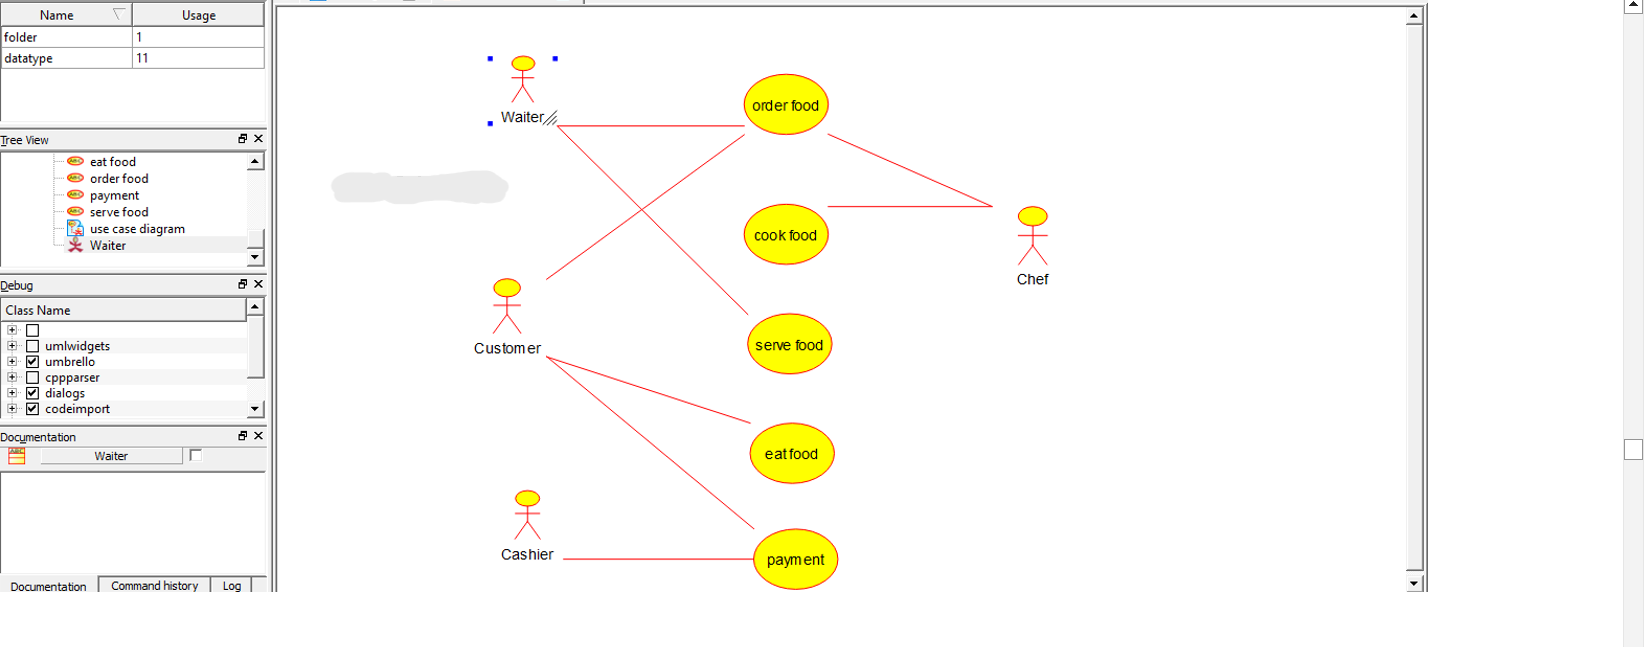 Name Usage
folder 1
datatype 11
Tree View
eat food
order food
payment
serve food
use case diagram
Waiter
Debug
Class Name
umlwidgets
umbrello
cppparser
dialogs
codeimport
Documentation
Waiter
Documentation Command history Log
Waiter
order food
cook food
Chef
serve food
Customer
eat food
Cashier
payment